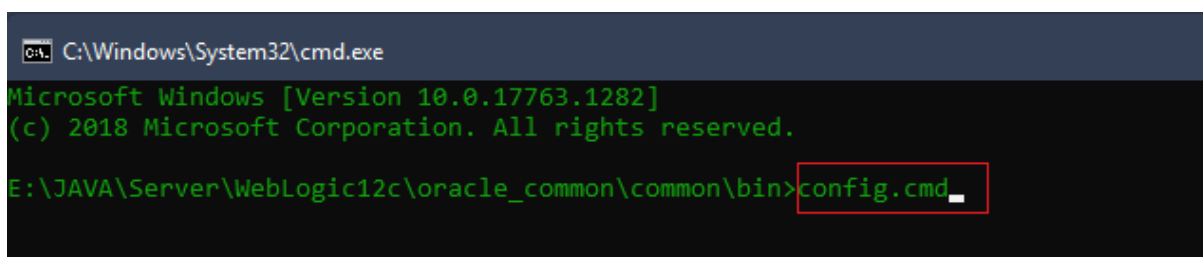 C:\Windows\System32\cmd.exe
Microsoft Windows [Version 10.0.17763.1282]
(c) 2018 Microsoft Corporation. All rights reserved.
E:\JAVA\Server\WebLogic12c\oracle_common\common\bin>config.cmd